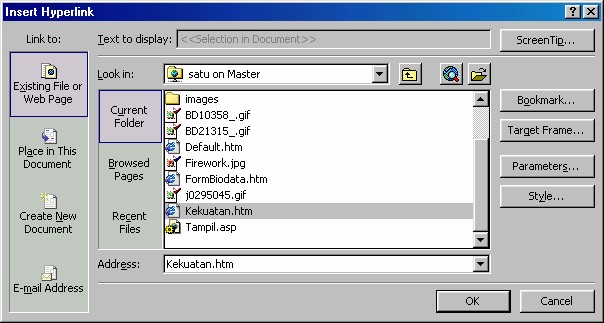 Insert Hyperlink
Link to:
Text to display: <<Selection in Document>>
ScreenTip...
Existing File or
Web Page
Look in: satu on Master
Current
Folder
images
BD10358_.gif
BD21315_.gif
Default.htm
Firework.jpg
FormBiodata.htm
j0295045.gif
Kekuatan.htm
Tampil.asp
Bookmark...
Target Frame...
Parameters...
Style...
Place in This
Document
Browsed
Pages
Create New
Document
Recent
Files
E-mail Address
Address: Kekuatan.htm
OK
Cancel